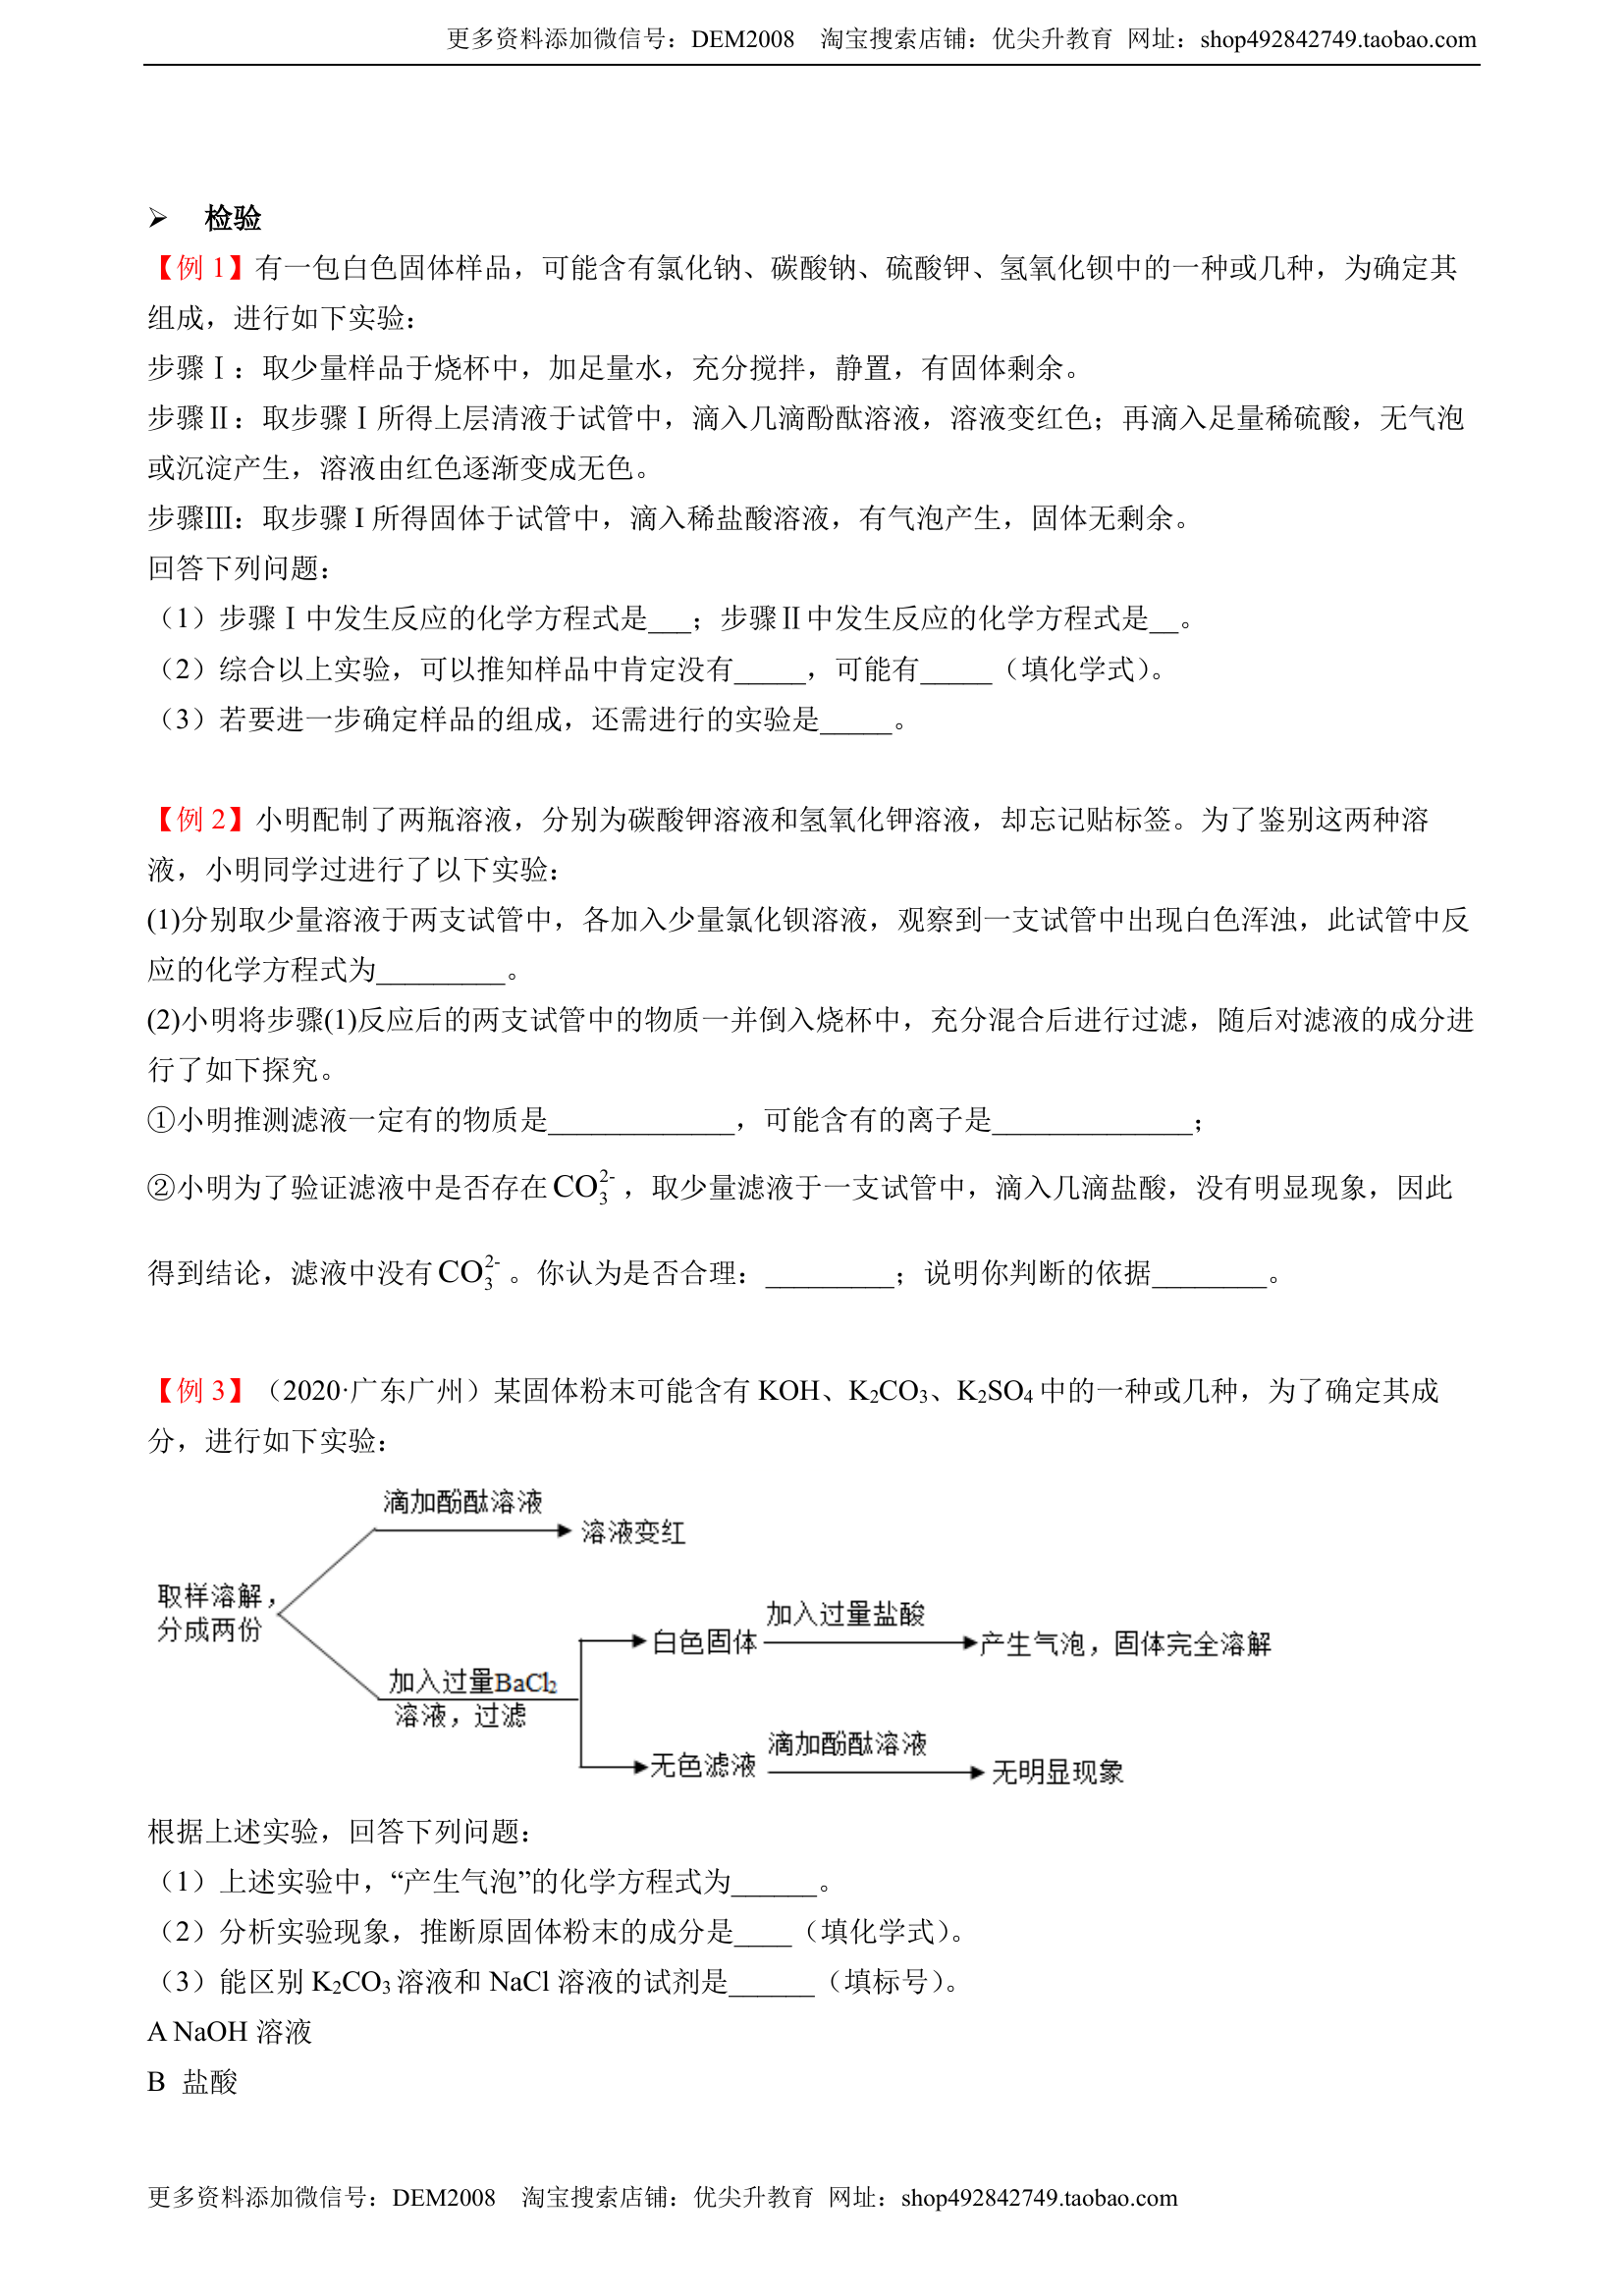 更多资料添加微信号：DEM2008　淘宝搜索店铺：优尖升教育 网址：shop492842749.taobao.com
➢ 检验
【例 1】有一包白色固体样品，可能含有氯化钠、碳酸钠、硫酸钾、氢氧化钡中的一种或几种，为确定其
组成，进行如下实验：
步骤Ⅰ：取少量样品于烧杯中，加足量水，充分搅拌，静置，有固体剩余。
步骤Ⅱ：取步骤Ⅰ所得上层清液于试管中，滴入几滴酚酞溶液，溶液变红色；再滴入足量稀硫酸，无气泡
或沉淀产生，溶液由红色逐渐变成无色。
步骤Ⅲ：取步骤 I 所得固体于试管中，滴入稀盐酸溶液，有气泡产生，固体无剩余。
回答下列问题：
（1）步骤Ⅰ中发生反应的化学方程式是___；步骤Ⅱ中发生反应的化学方程式是__。
（2）综合以上实验，可以推知样品中肯定没有_____，可能有_____（填化学式）。
（3）若要进一步确定样品的组成，还需进行的实验是_____。
【例 2】小明配制了两瓶溶液，分别为碳酸钾溶液和氢氧化钾溶液，却忘记贴标签。为了鉴别这两种溶
液，小明同学过进行了以下实验：
(1)分别取少量溶液于两支试管中，各加入少量氯化钡溶液，观察到一支试管中出现白色浑浊，此试管中反
应的化学方程式为_________。
(2)小明将步骤(1)反应后的两支试管中的物质一并倒入烧杯中，充分混合后进行过滤，随后对滤液的成分进
行了如下探究。
①小明推测滤液一定有的物质是_____________，可能含有的离子是______________；
②小明为了验证滤液中是否存在 CO₃²⁻，取少量滤液于一支试管中，滴入几滴盐酸，没有明显现象，因此
得到结论，滤液中没有 CO₃²⁻。你认为是否合理：_________；说明你判断的依据________。
【例 3】（2020·广东广州）某固体粉末可能含有 KOH、K₂CO₃、K₂SO₄ 中的一种或几种，为了确定其成
分，进行如下实验：
滴加酚酞溶液
溶液变红
取样溶解，
分成两份
加入过量盐酸
白色固体
产生气泡，固体完全溶解
加入过量BaCl₂
溶液，过滤
滴加酚酞溶液
无色滤液
无明显现象
根据上述实验，回答下列问题：
（1）上述实验中，“产生气泡”的化学方程式为______。
（2）分析实验现象，推断原固体粉末的成分是____（填化学式）。
（3）能区别 K₂CO₃ 溶液和 NaCl 溶液的试剂是______（填标号）。
A NaOH 溶液
B 盐酸
更多资料添加微信号：DEM2008　淘宝搜索店铺：优尖升教育 网址：shop492842749.taobao.com